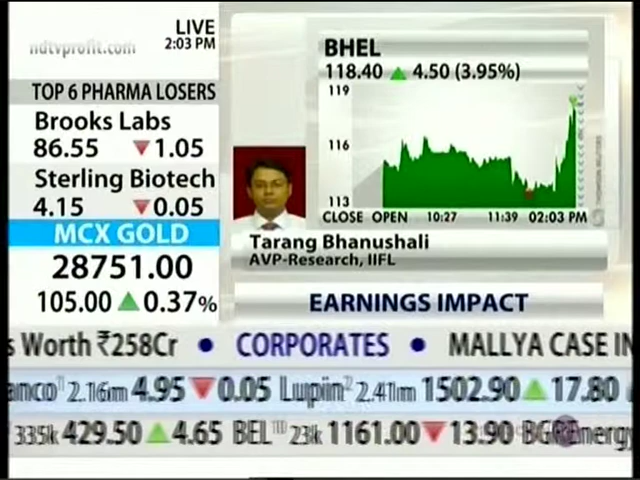 ndtvprofit.com
LIVE
2:03 PM
TOP 6 PHARMA LOSERS
Brooks Labs
86.55 ▼1.05
Sterling Biotech
4.15 ▼0.05
MCX GOLD
28751.00
105.00 ▲0.37%
BHEL
118.40 ▲ 4.50 (3.95%)
119
116
113
CLOSE OPEN 10:27 11:39 02:03 PM
THOMSON REUTERS
Tarang Bhanushali
AVP-Research, IIFL
EARNINGS IMPACT
s Worth ₹258Cr • CORPORATES • MALLYA CASE IN
anco 2.16m 4.95 ▼0.05 Lupin² 2.41m 1502.90 ▲17.80
335k 429.50 ▲4.65 BEL 23k 1161.00 ▼13.90 BGREnergy